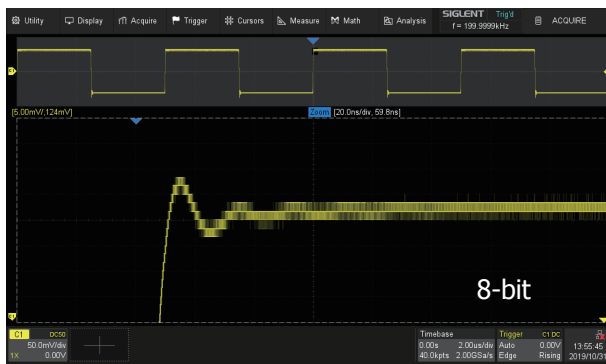 Utility Display Acquire Trigger Cursors Measure Math Analysis SIGLENT Trig'd ACQUIRE
f = 199.9999kHz
[5.00mV/,124mV] Zoom [20.0ns/div, 59.8ns]
8-bit
C1 DC50 Timebase Trigger C1 DC
50.0mV/div 0.00s 2.00us/div Auto 0.00V 13:55:45
1X 0.00V 40.0kpts 2.00GSa/s Edge Rising 2019/10/31